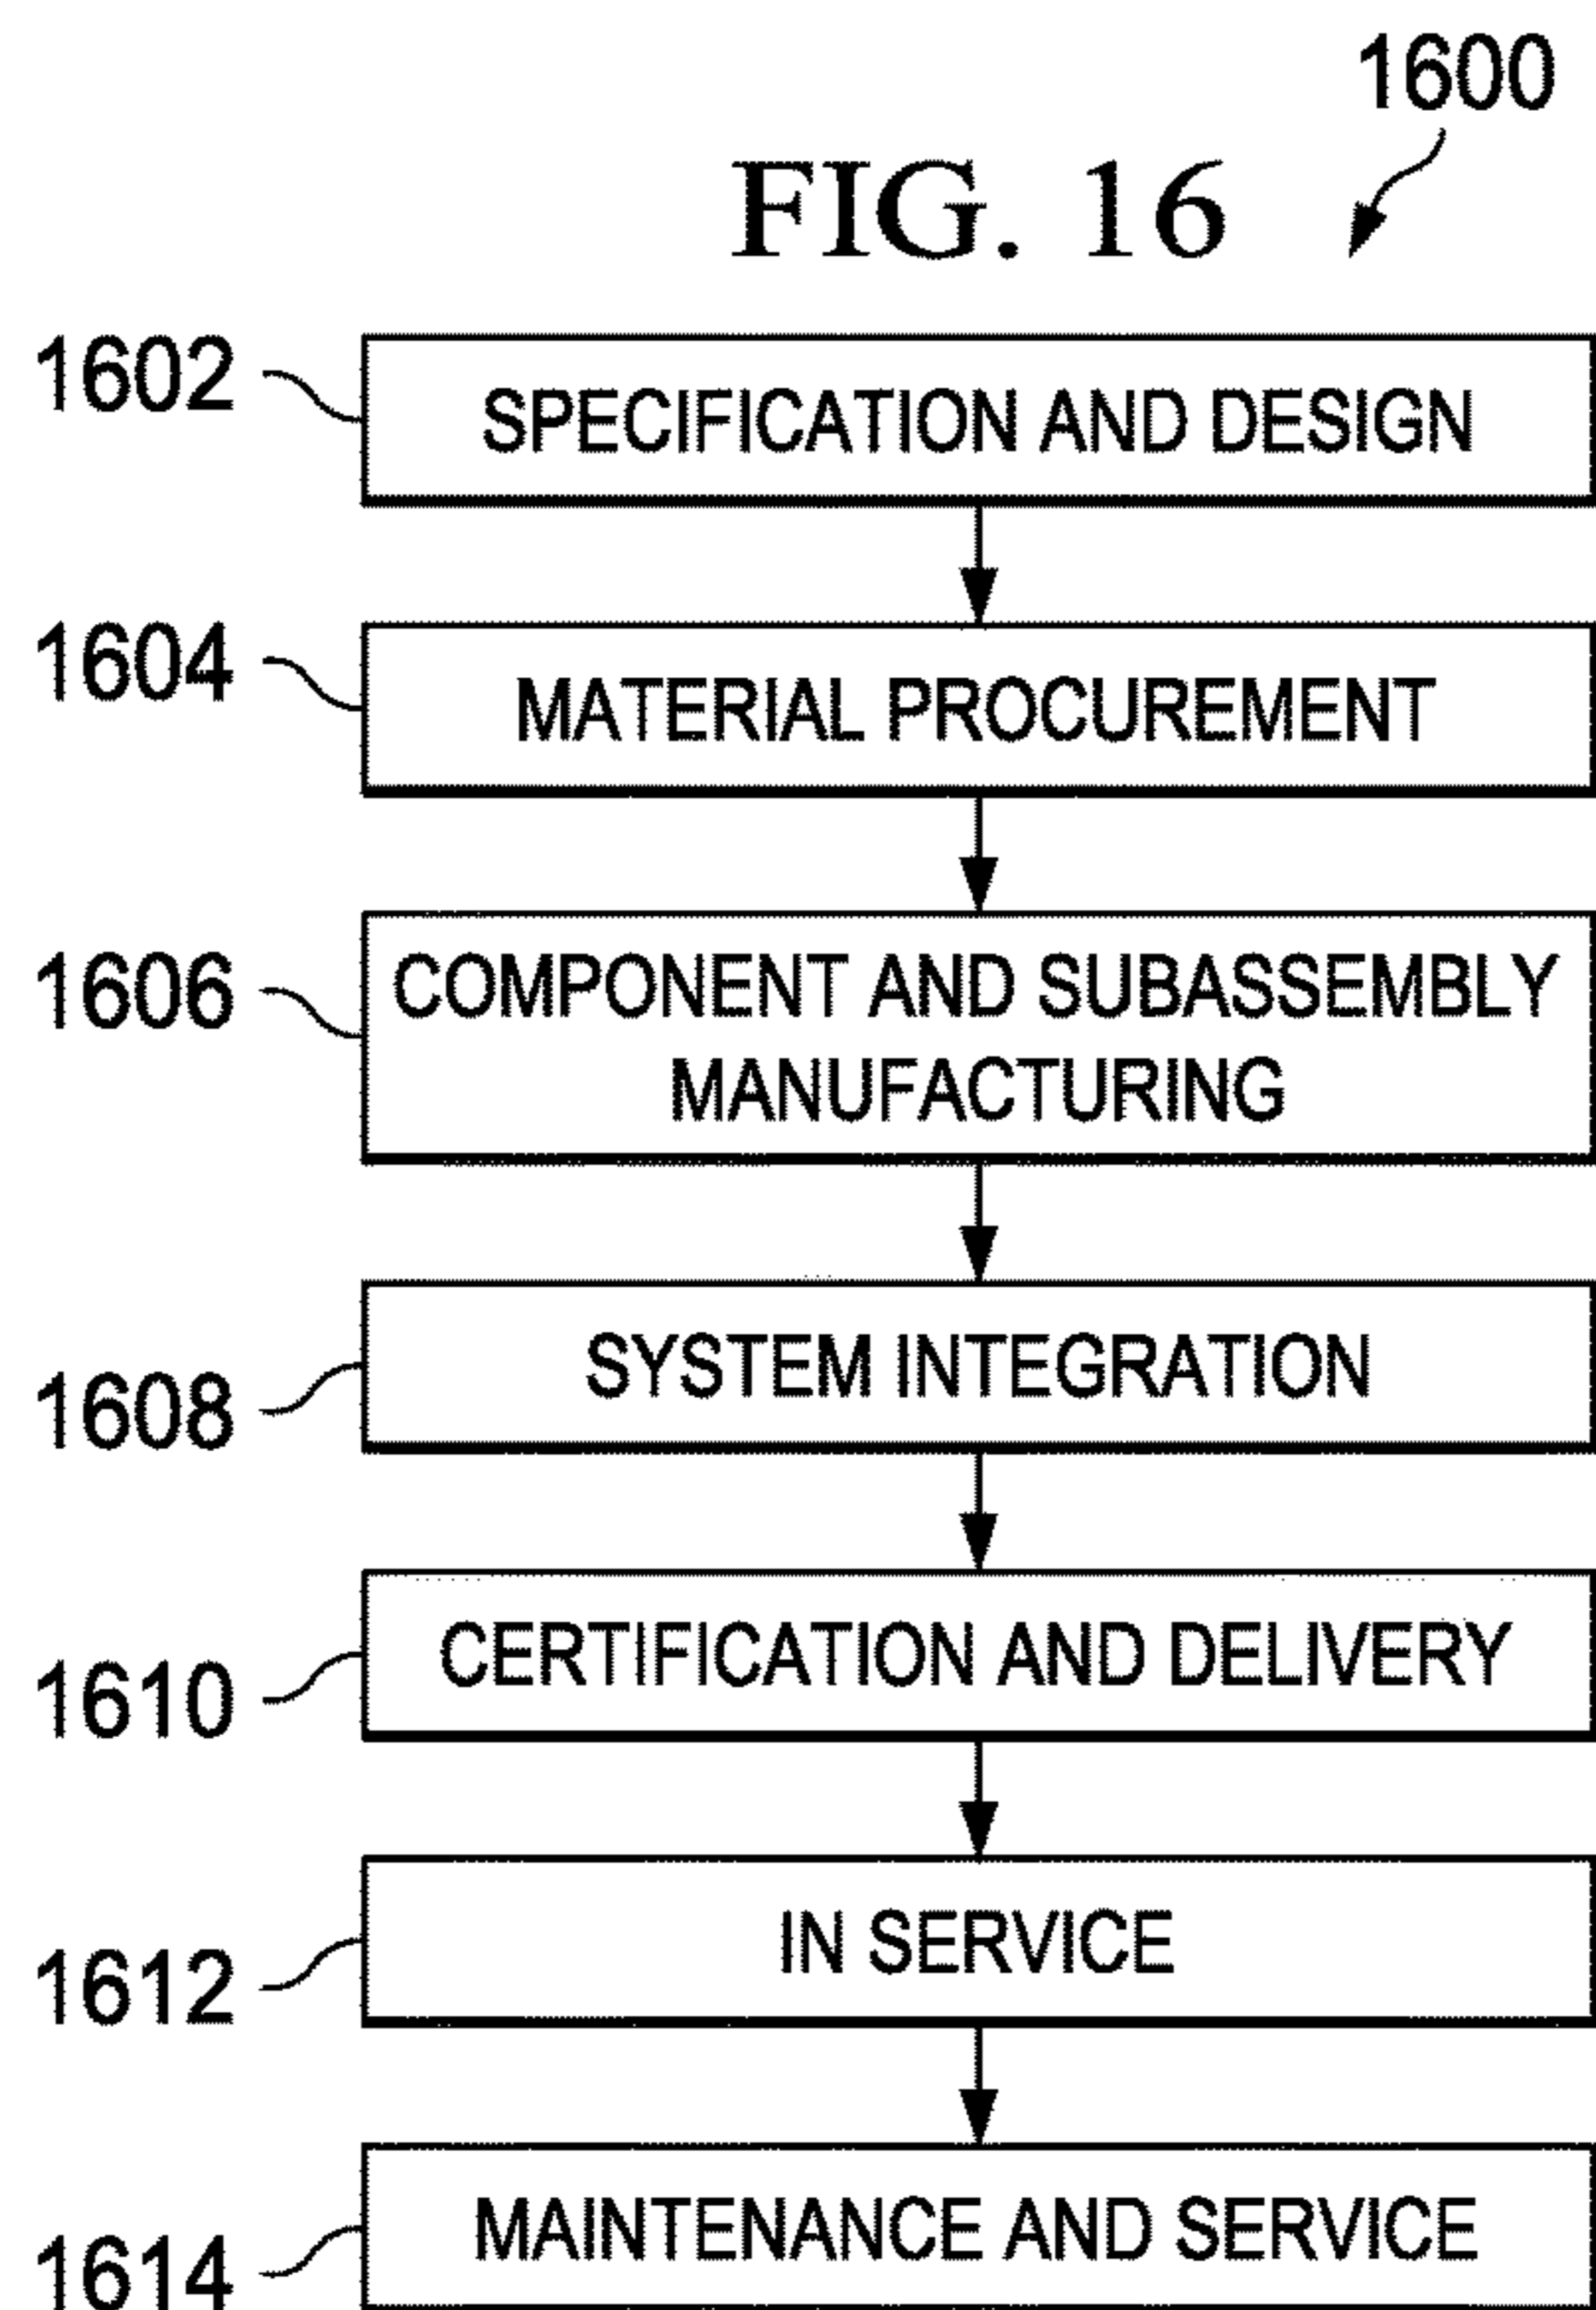 1600
FIG. 16
1602
SPECIFICATION AND DESIGN
1604
MATERIAL PROCUREMENT
1606
COMPONENT AND SUBASSEMBLY
MANUFACTURING
1608
SYSTEM INTEGRATION
1610
CERTIFICATION AND DELIVERY
1612
IN SERVICE
1614
MAINTENANCE AND SERVICE